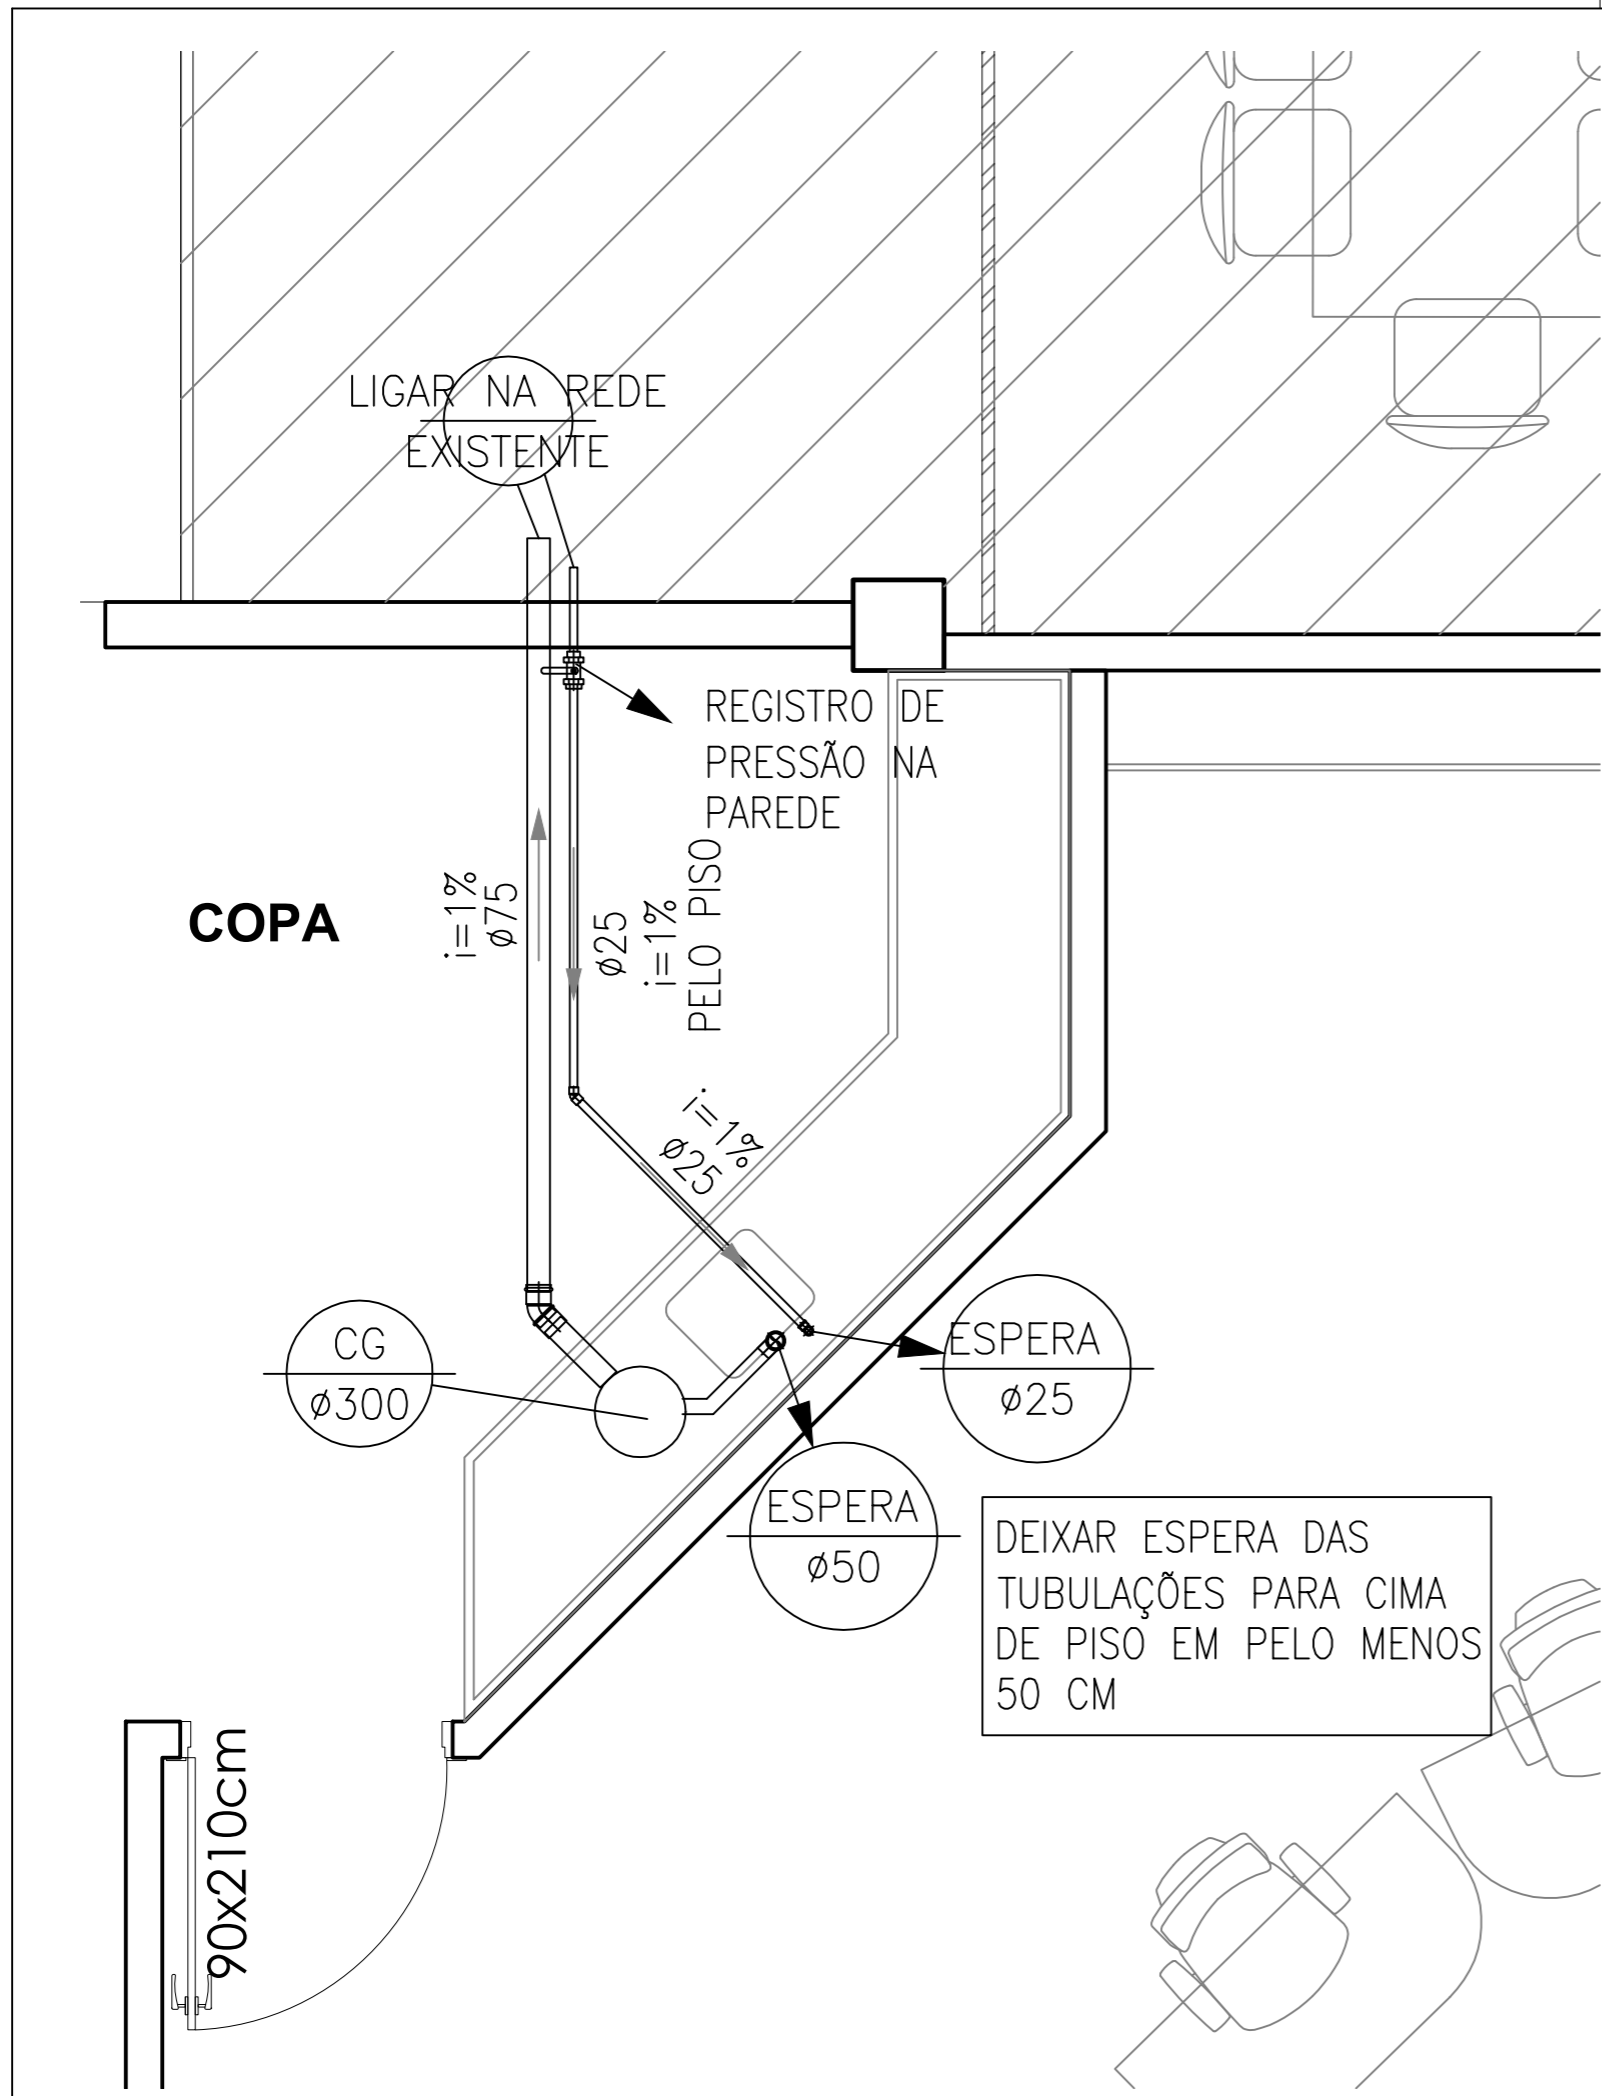 LIGAR NA REDE
EXISTENTE
REGISTRO DE
PRESSÃO NA
PAREDE
COPA
i=1%
ø75
ø25
i=1%
PELO PISO
i=1%
ø25
CG
ø300
ESPERA
ø25
ESPERA
ø50
DEIXAR ESPERA DAS
TUBULAÇÕES PARA CIMA
DE PISO EM PELO MENOS
50 CM
90x210cm